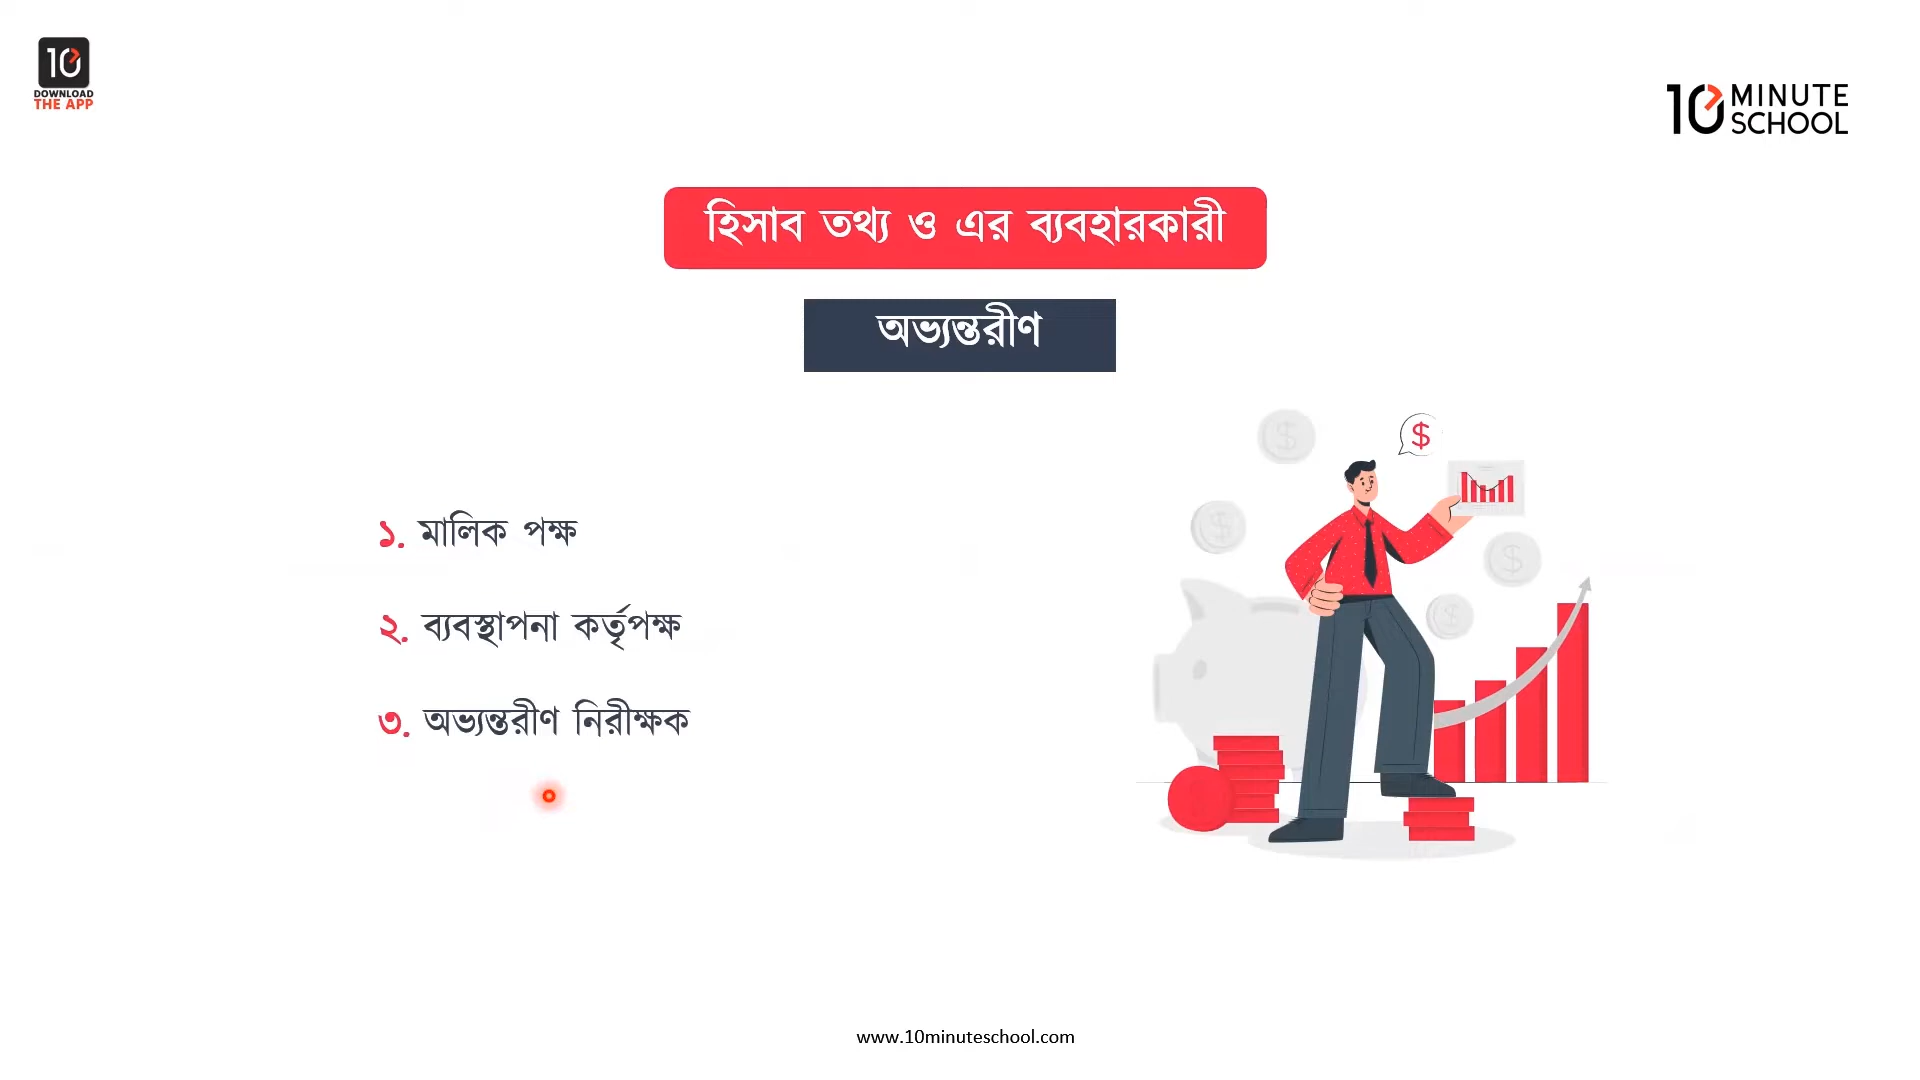 10
DOWNLOAD
THE APP
10 MINUTE
SCHOOL
হিসাব তথ্য ও এর ব্যবহারকারী
অভ্যন্তরীণ
$
১. মালিক পক্ষ
২. ব্যবস্থাপনা কর্তৃপক্ষ
৩. অভ্যন্তরীণ নিরীক্ষক
www.10minuteschool.com